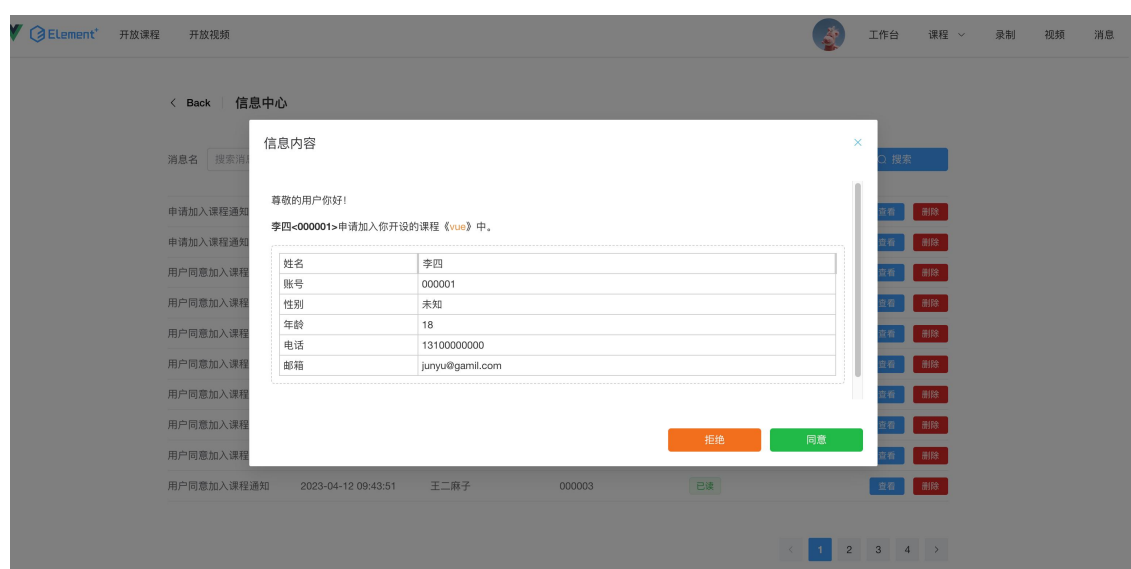 Element+ 开放课程 开放视频 工作台 课程 录制 视频 消息
Back 信息中心
信息内容
消息名 搜索消 搜索
尊敬的用户你好！
申请加入课程通知 查看 删除
李四<000001>申请加入你开设的课程《vue》中。
申请加入课程通知 查看 删除
姓名 李四
用户同意加入课程 查看 删除
账号 000001
性别 未知
用户同意加入课程 查看 删除
年龄 18
用户同意加入课程 查看 删除
电话 13100000000
邮箱 junyu@gamil.com
用户同意加入课程 查看 删除
用户同意加入课程 查看 删除
用户同意加入课程 查看 删除
拒绝 同意
用户同意加入课程 查看 删除
用户同意加入课程通知 2023-04-12 09:43:51 王二麻子 000003 已读 查看 删除
1 2 3 4